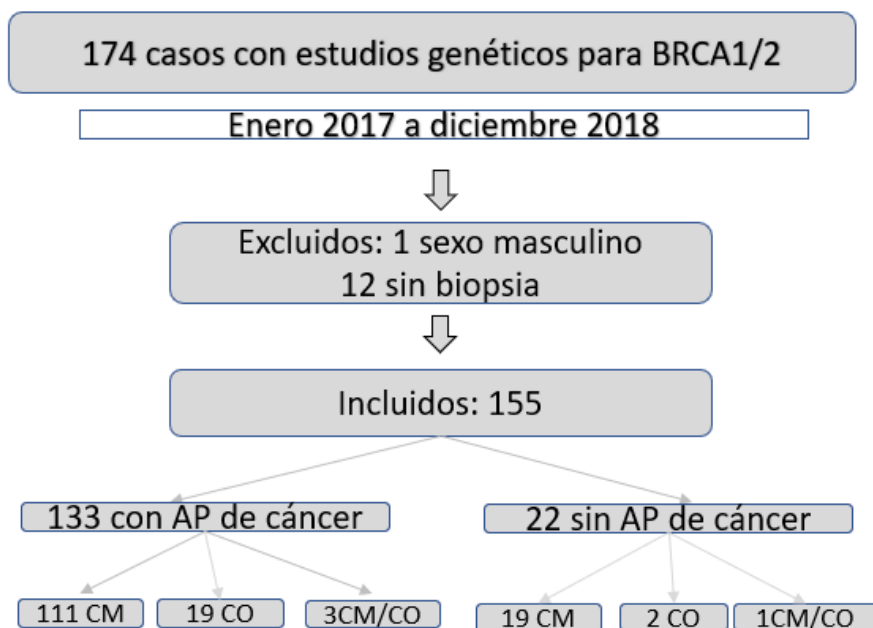 174 casos con estudios genéticos para BRCA1/2
Enero 2017 a diciembre 2018
Excluidos: 1 sexo masculino
12 sin biopsia
Incluidos: 155
133 con AP de cáncer
22 sin AP de cáncer
111 CM
19 CO
3CM/CO
19 CM
2 CO
1CM/CO